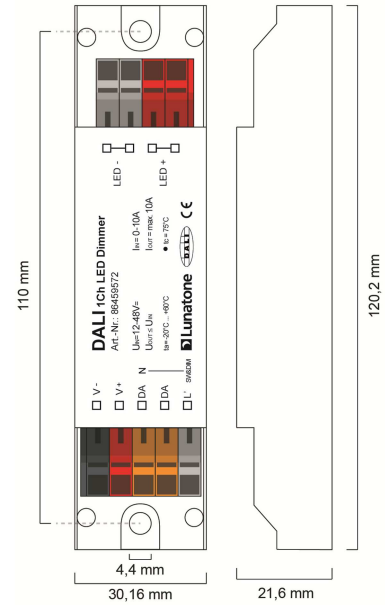 LED -
LED +
DALI 1Ch LED Dimmer
Art.-Nr.: 86459572
UIN=12-48V=
UOUT ≤ UIN
ta=-20°C ... +60°C
IIN= 0-10A
IOUT= max.10A
● tc = 75°C
Lunatone
DALI
CE
V -
V+
DA
DA
L'
N
SW&DIM
110 mm
120,2 mm
4,4 mm
30,16 mm
21,6 mm